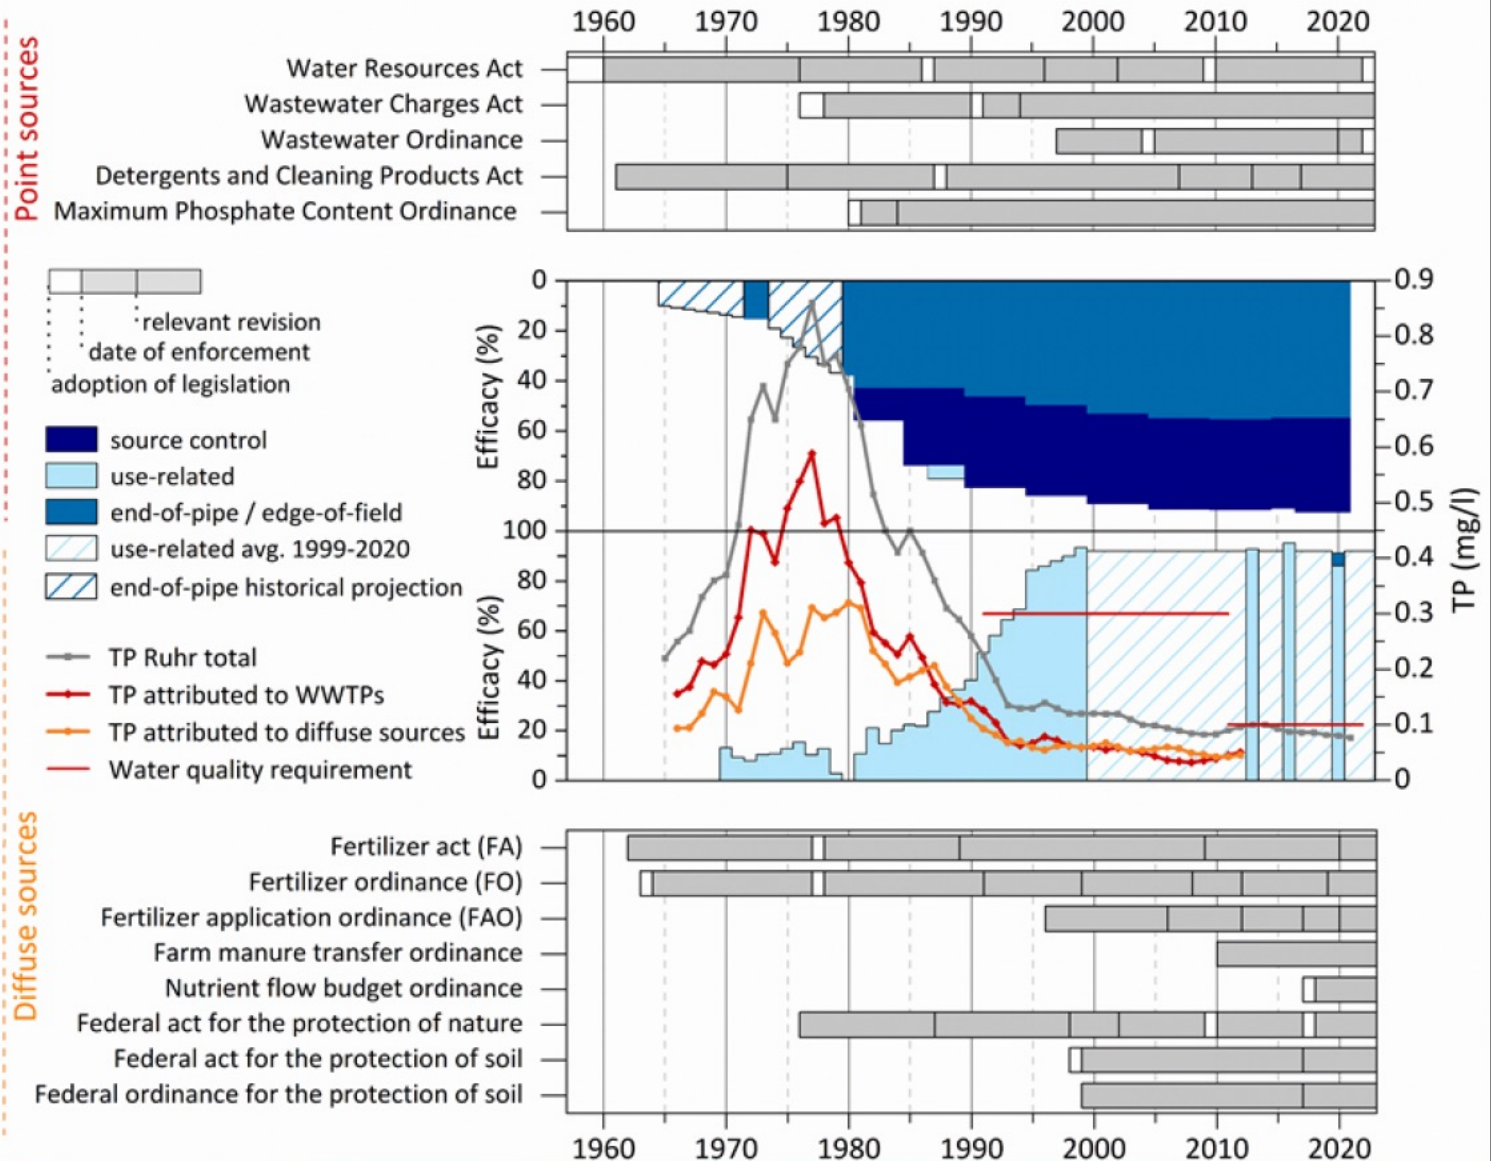 1960 1970 1980 1990 2000 2010 2020
Point sources
Water Resources Act
Wastewater Charges Act
Wastewater Ordinance
Detergents and Cleaning Products Act
Maximum Phosphate Content Ordinance
relevant revision
date of enforcement
adoption of legislation
source control
use-related
end-of-pipe / edge-of-field
use-related avg. 1999-2020
end-of-pipe historical projection
TP Ruhr total
TP attributed to WWTPs
TP attributed to diffuse sources
Water quality requirement
Efficacy (%)
0
20
40
60
80
100
Efficacy (%)
80
60
40
20
0
0.9
0.8
0.7
0.6
0.5
0.4
0.3
0.2
0.1
0
TP (mg/l)
Diffuse sources
Fertilizer act (FA)
Fertilizer ordinance (FO)
Fertilizer application ordinance (FAO)
Farm manure transfer ordinance
Nutrient flow budget ordinance
Federal act for the protection of nature
Federal act for the protection of soil
Federal ordinance for the protection of soil
1960 1970 1980 1990 2000 2010 2020